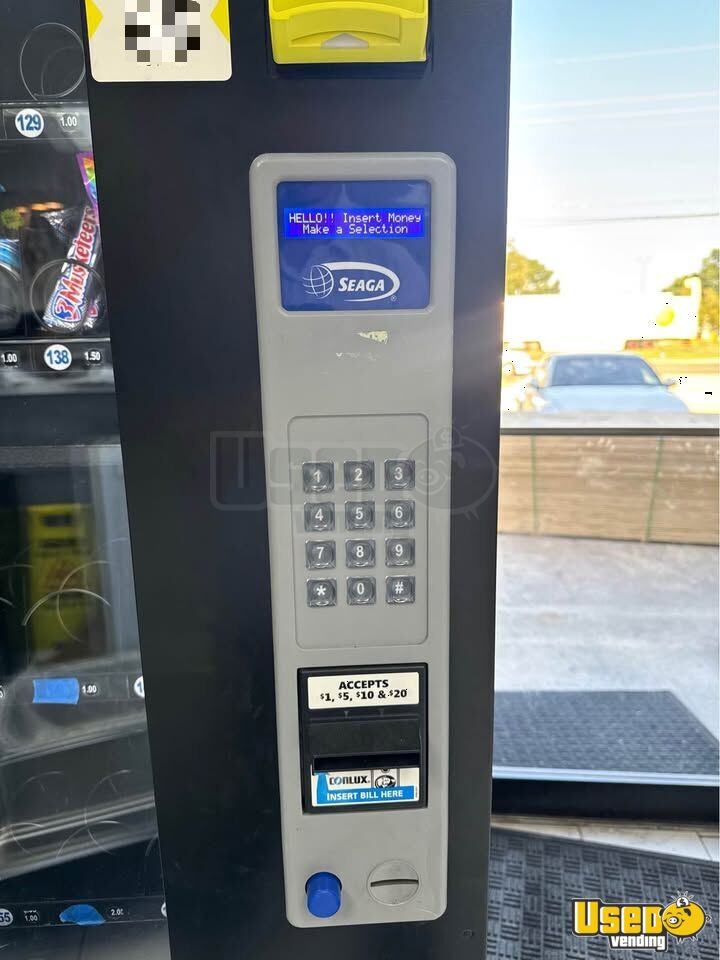 129 1.00
3 Musketeers
1.00 138 1.50
HELLO!! Insert Money
Make a Selection
SEAGA
®
1 2 3
4 5 6
7 8 9
* 0 #
ACCEPTS
$1, $5, $10 & $20
CONLUX
INSERT BILL HERE
1.00
1.00
2.00
Used
Used
vending